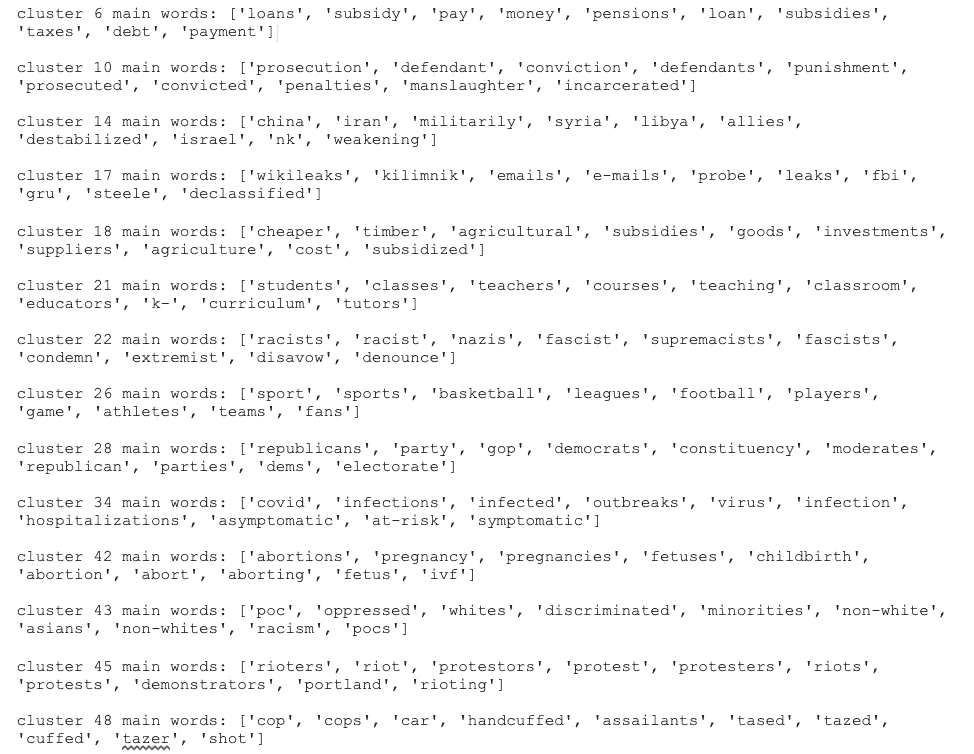 cluster 6 main words: ['loans', 'subsidy', 'pay', 'money', 'pensions', 'loan', 'subsidies',
'taxes', 'debt', 'payment']
cluster 10 main words: ['prosecution', 'defendant', 'conviction', 'defendants', 'punishment',
'prosecuted', 'convicted', 'penalties', 'manslaughter', 'incarcerated']
cluster 14 main words: ['china', 'iran', 'militarily', 'syria', 'libya', 'allies',
'destabilized', 'israel', 'nk', 'weakening']
cluster 17 main words: ['wikileaks', 'kilimnik', 'emails', 'e-mails', 'probe', 'leaks', 'fbi',
'gru', 'steele', 'declassified']
cluster 18 main words: ['cheaper', 'timber', 'agricultural', 'subsidies', 'goods', 'investments',
'suppliers', 'agriculture', 'cost', 'subsidized']
cluster 21 main words: ['students', 'classes', 'teachers', 'courses', 'teaching', 'classroom',
'educators', 'k-', 'curriculum', 'tutors']
cluster 22 main words: ['racists', 'racist', 'nazis', 'fascist', 'supremacists', 'fascists',
'condemn', 'extremist', 'disavow', 'denounce']
cluster 26 main words: ['sport', 'sports', 'basketball', 'leagues', 'football', 'players',
'game', 'athletes', 'teams', 'fans']
cluster 28 main words: ['republicans', 'party', 'gop', 'democrats', 'constituency', 'moderates',
'republican', 'parties', 'dems', 'electorate']
cluster 34 main words: ['covid', 'infections', 'infected', 'outbreaks', 'virus', 'infection',
'hospitalizations', 'asymptomatic', 'at-risk', 'symptomatic']
cluster 42 main words: ['abortions', 'pregnancy', 'pregnancies', 'fetuses', 'childbirth',
'abortion', 'abort', 'aborting', 'fetus', 'ivf']
cluster 43 main words: ['poc', 'oppressed', 'whites', 'discriminated', 'minorities', 'non-white',
'asians', 'non-whites', 'racism', 'pocs']
cluster 45 main words: ['rioters', 'riot', 'protestors', 'protest', 'protesters', 'riots',
'protests', 'demonstrators', 'portland', 'rioting']
cluster 48 main words: ['cop', 'cops', 'car', 'handcuffed', 'assailants', 'tased', 'tazed',
'cuffed', 'tazer', 'shot']